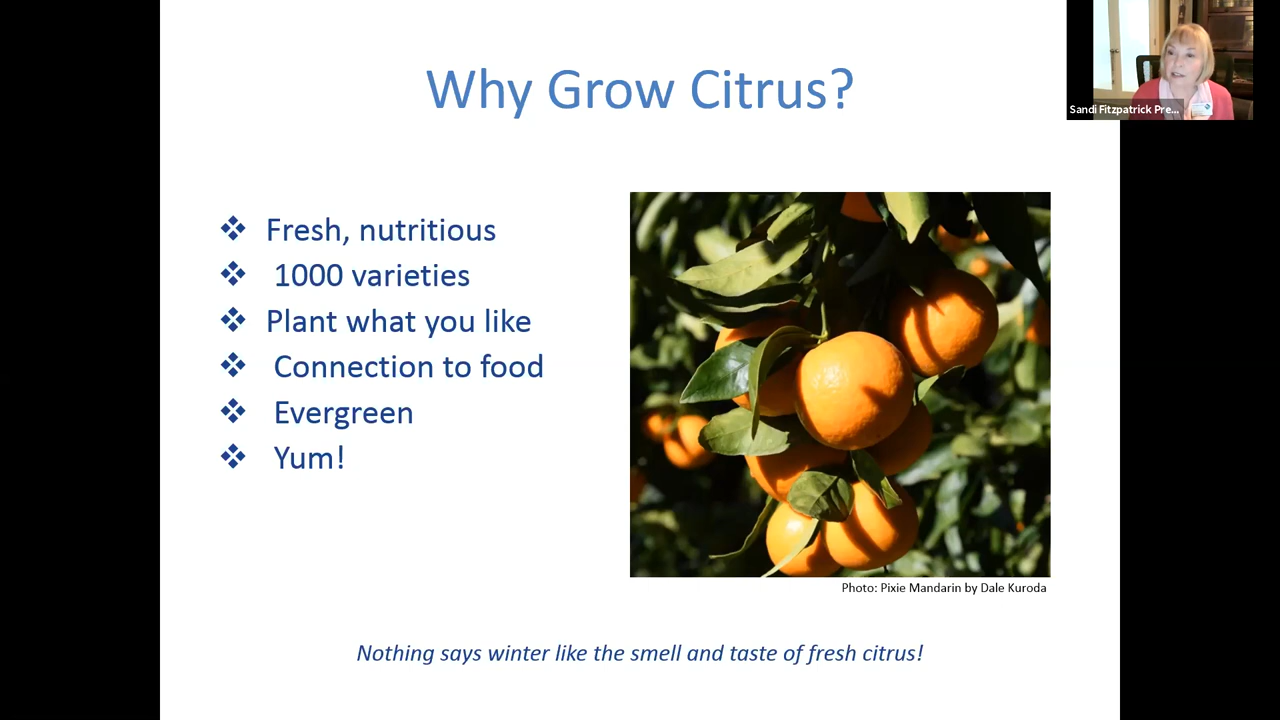 Why Grow Citrus?
Sandi Fitzpatrick Pre...
❖ Fresh, nutritious
❖ 1000 varieties
❖ Plant what you like
❖ Connection to food
❖ Evergreen
❖ Yum!
Photo: Pixie Mandarin by Dale Kuroda
Nothing says winter like the smell and taste of fresh citrus!